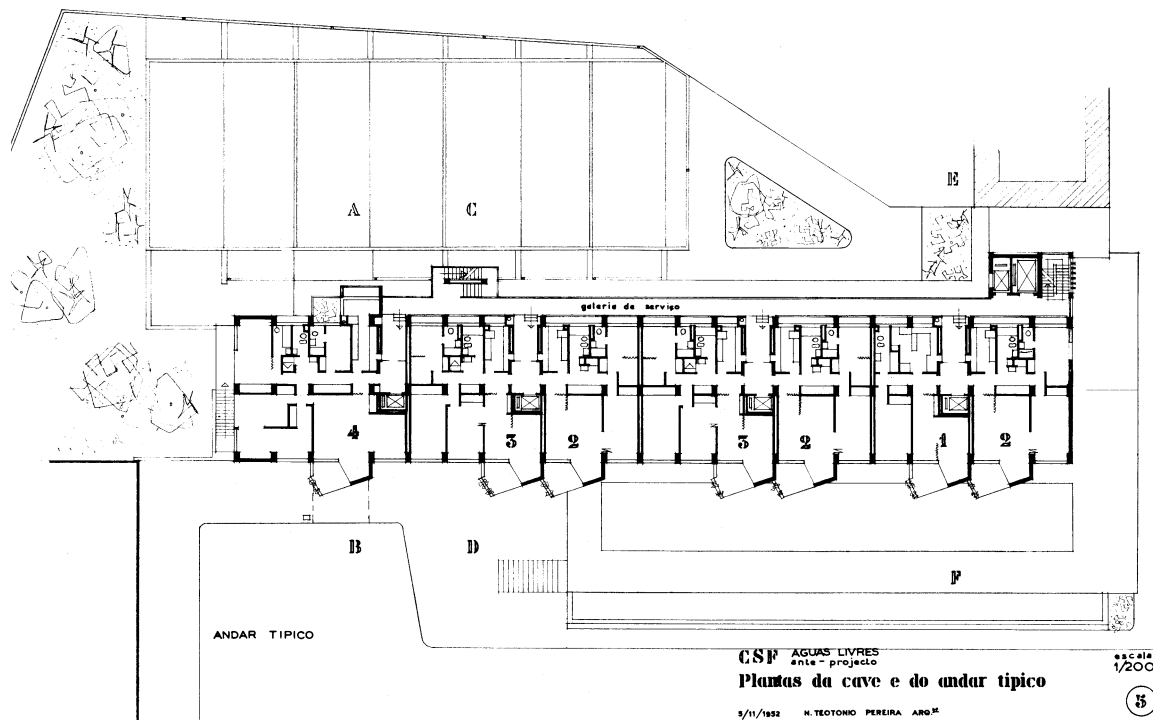 A
C
E
galeria de serviço
4
3
2
3
2
1
2
B
D
F
ANDAR TIPICO
CSF AGUAS LIVRES
ante-projecto
Plantas da cave e do andar tipico
escala
1/200
5/11/1952 N. TEOTONIO PEREIRA ARQ.
5